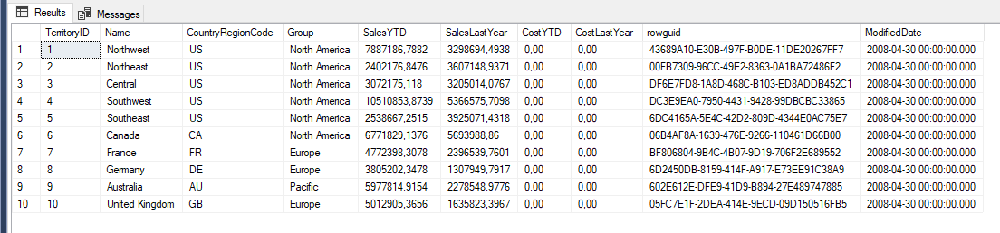 Results Messages
TerritoryID Name CountryRegionCode Group SalesYTD SalesLastYear CostYTD CostLastYear rowguid ModifiedDate
1 1 Northwest US North America 7887186,7882 3298694,4938 0,00 0,00 43689A10-E30B-497F-B0DE-11DE20267FF7 2008-04-30 00:00:00.000
2 2 Northeast US North America 2402176,8476 3607148,9371 0,00 0,00 00FB7309-96CC-49E2-8363-0A1BA72486F2 2008-04-30 00:00:00.000
3 3 Central US North America 3072175,118 3205014,0767 0,00 0,00 DF6E7FD8-1A8D-468C-B103-ED8ADDB452C1 2008-04-30 00:00:00.000
4 4 Southwest US North America 10510853,8739 5366575,7098 0,00 0,00 DC3E9EA0-7950-4431-9428-99DBCBC33865 2008-04-30 00:00:00.000
5 5 Southeast US North America 2538667,2515 3925071,4318 0,00 0,00 6DC4165A-5E4C-42D2-809D-4344E0AC75E7 2008-04-30 00:00:00.000
6 6 Canada CA North America 6771829,1376 5693988,86 0,00 0,00 06B4AF8A-1639-476E-9266-110461D66B00 2008-04-30 00:00:00.000
7 7 France FR Europe 4772398,3078 2396539,7601 0,00 0,00 BF806804-9B4C-4B07-9D19-706F2E689552 2008-04-30 00:00:00.000
8 8 Germany DE Europe 3805202,3478 1307949,7917 0,00 0,00 6D2450DB-8159-414F-A917-E73EE91C38A9 2008-04-30 00:00:00.000
9 9 Australia AU Pacific 5977814,9154 2278548,9776 0,00 0,00 602E612E-DFE9-41D9-B894-27E489747885 2008-04-30 00:00:00.000
10 10 United Kingdom GB Europe 5012905,3656 1635823,3967 0,00 0,00 05FC7E1F-2DEA-414E-9ECD-09D150516FB5 2008-04-30 00:00:00.000